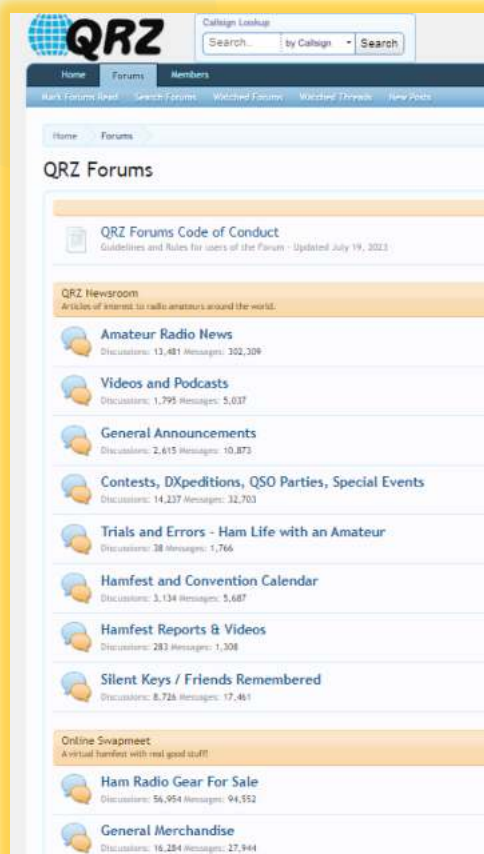 QRZ
Callsign Lookup
Search.. by Callsign Search
Home Forums Members
Mark Forums Read Search Forums Watched Forums Watched Threads New Posts
Home Forums
QRZ Forums
QRZ Forums Code of Conduct
Guidelines and Rules for users of the Forum - Updated July 19, 2023
QRZ Newsroom
Articles of interest to radio amateurs around the world.
Amateur Radio News
Discussions: 13,481 Messages: 302,309
Videos and Podcasts
Discussions: 1,795 Messages: 5,037
General Announcements
Discussions: 2,615 Messages: 10,873
Contests, DXpeditions, QSO Parties, Special Events
Discussions: 14,237 Messages: 32,703
Trials and Errors - Ham Life with an Amateur
Discussions: 38 Messages: 1,766
Hamfest and Convention Calendar
Discussions: 3,134 Messages: 5,687
Hamfest Reports & Videos
Discussions: 283 Messages: 1,308
Silent Keys / Friends Remembered
Discussions: 8,726 Messages: 17,461
Online Swapmeet
A virtual hamfest with real good stuff!
Ham Radio Gear For Sale
Discussions: 56,954 Messages: 94,552
General Merchandise
Discussions: 16,284 Messages: 27,944